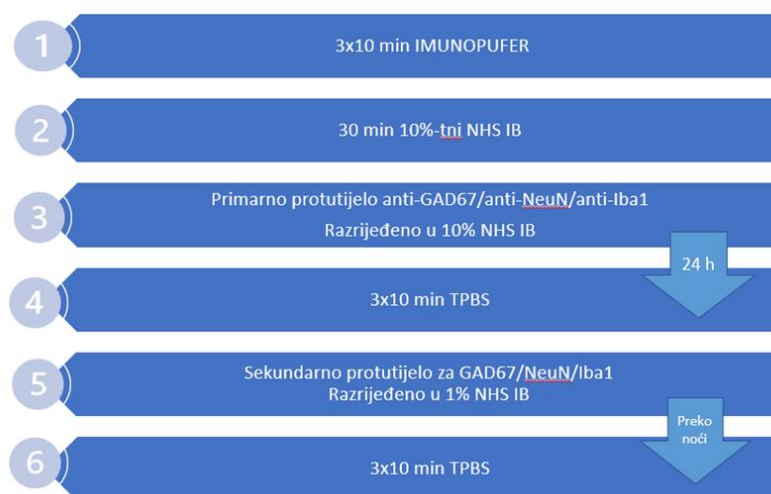 1
3x10 min IMUNOPUFER
2
30 min 10%-tni NHS IB
3
Primarno protutijelo anti-GAD67/anti-NeuN/anti-Iba1
Razrijeđeno u 10% NHS IB
24 h
4
3x10 min TPBS
5
Sekundarno protutijelo za GAD67/NeuN/Iba1
Razrijeđeno u 1% NHS IB
Preko
noći
6
3x10 min TPBS